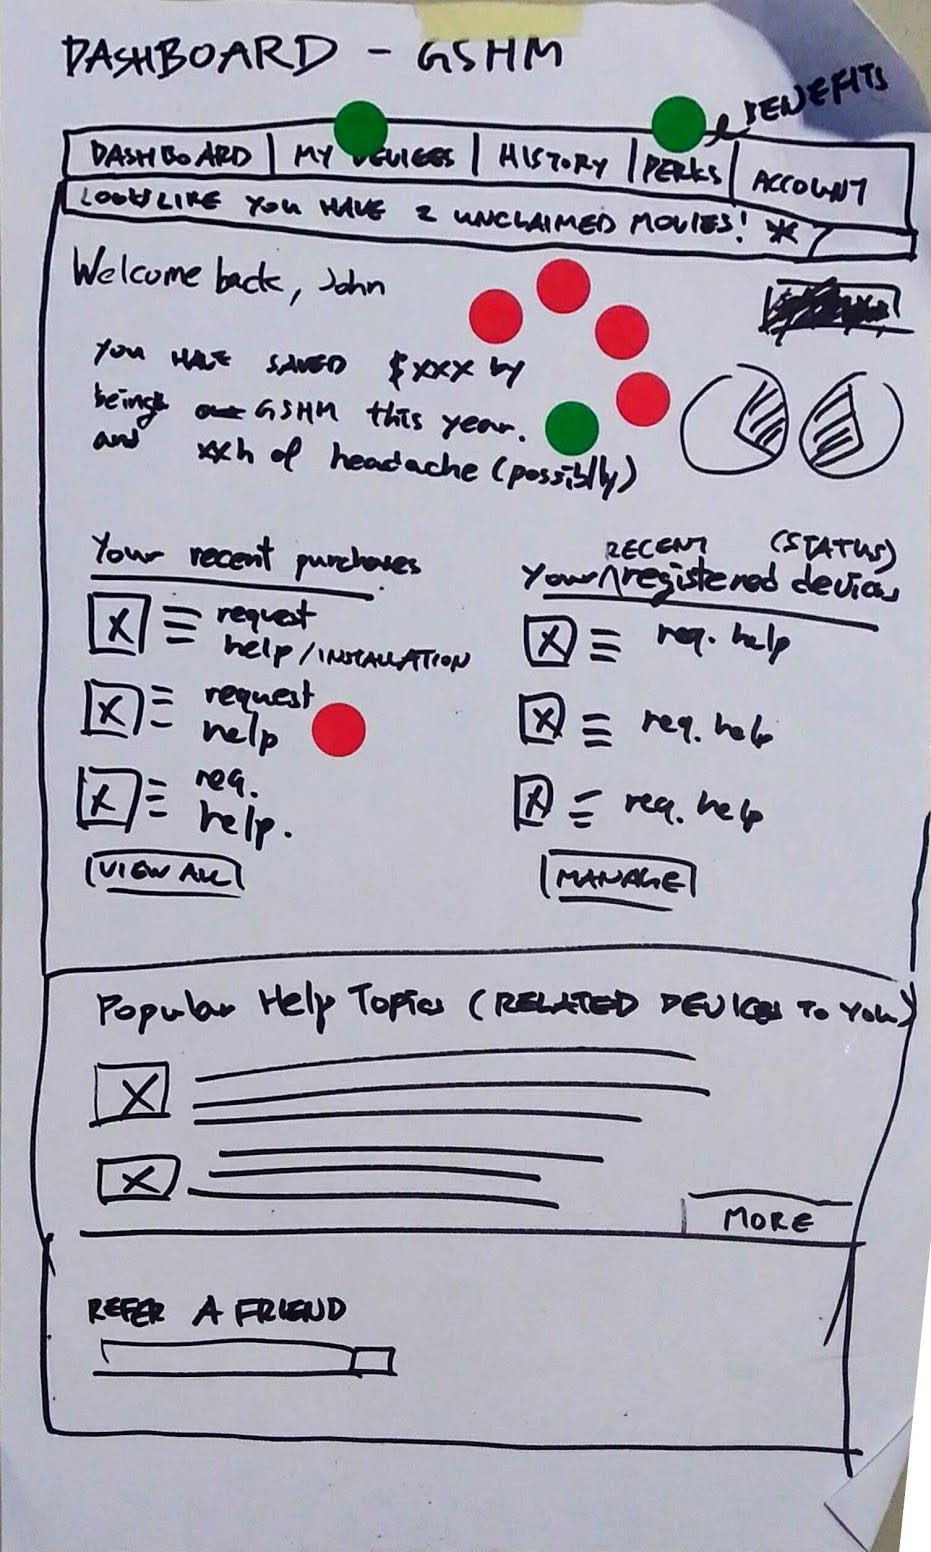 DASHBOARD - GSHM
BENEFITS
DASHBOARD MY DEVICES HISTORY PERKS ACCOUNT
LOOKS LIKE YOU HAVE 2 UNCLAIMED MOVIES! *
Welcome back, John
You HAVE SAVED $xxx by
being GSHM this year.
and xxh of headache (possibly)
Your recent purchases
request
help/INSTALLATION
request
help
req.
help.
VIEW ALL
RECENT (STATUS)
Your registered devices
req. help
req. help
req. help
MANAGE
Popular Help Topics (RELATED DEVICES TO YOU)
MORE
REFER A FRIEND